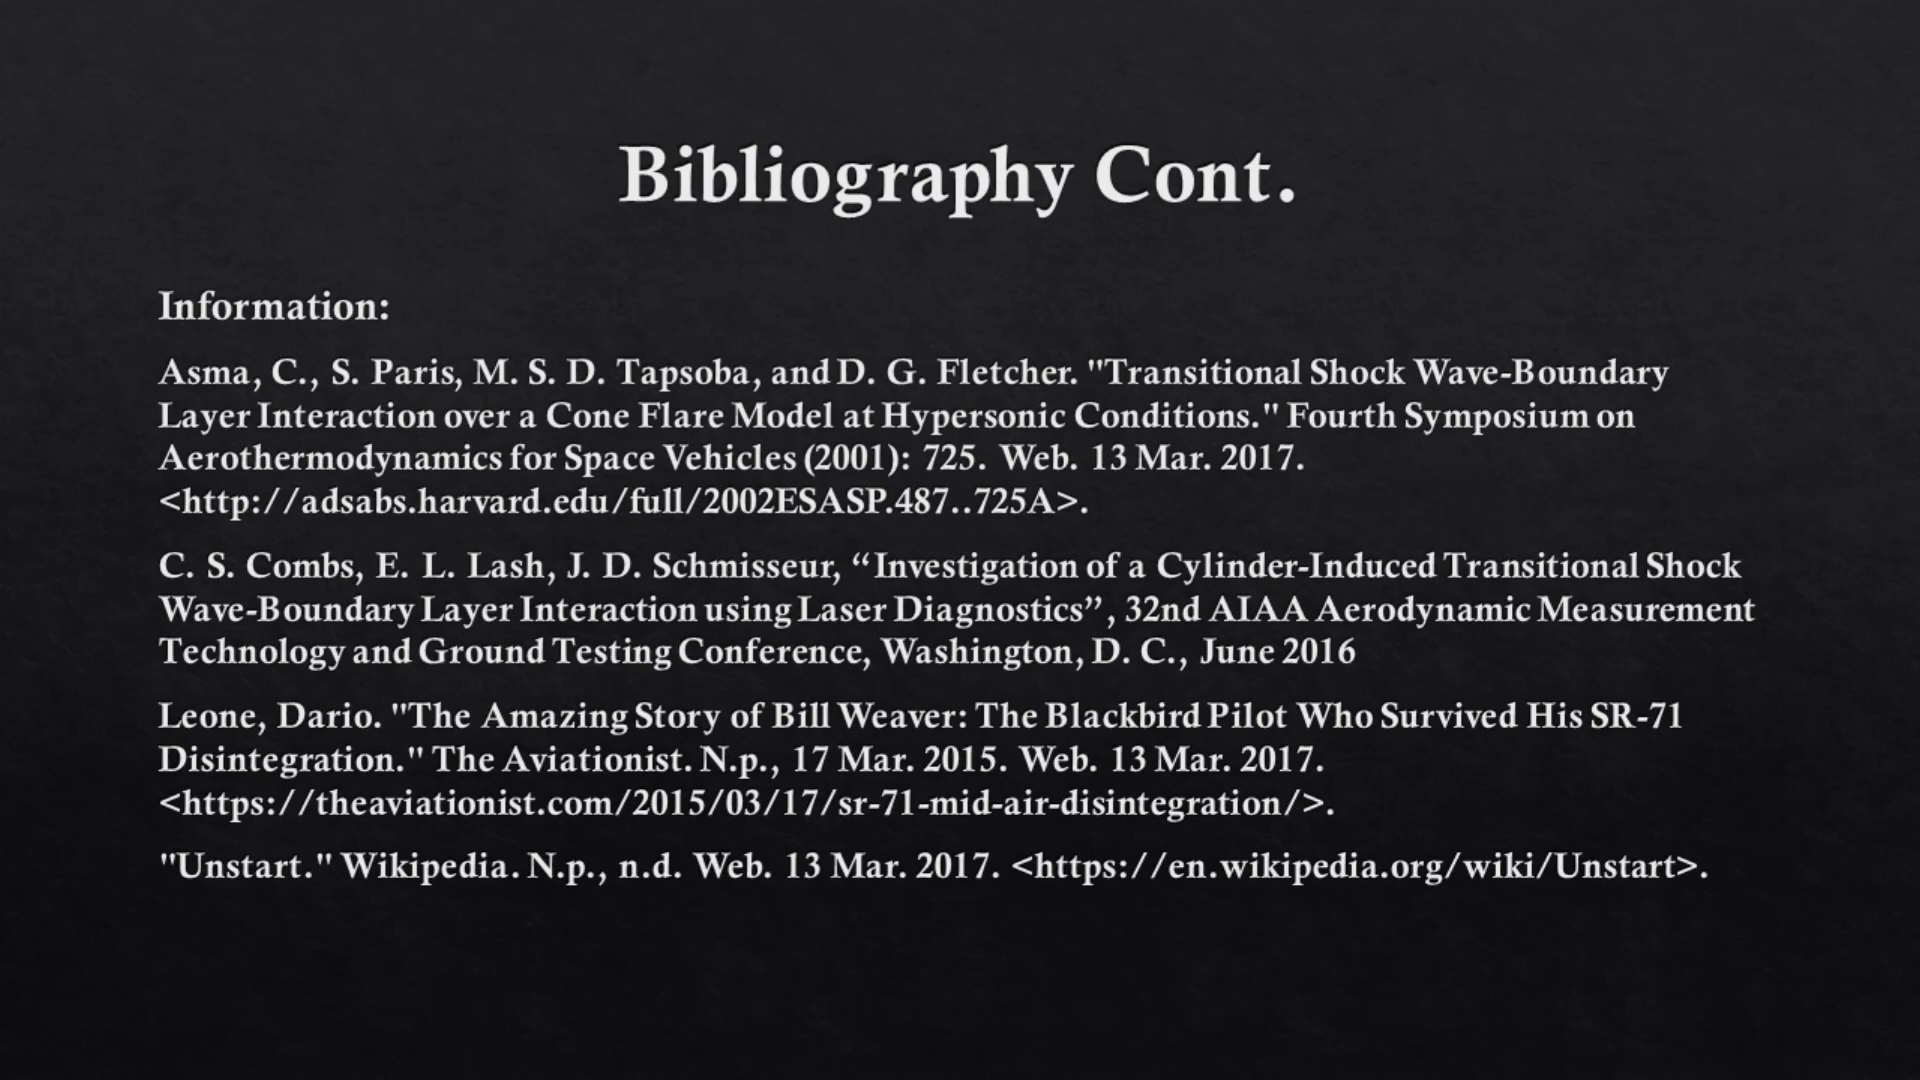 Bibliography Cont.
Information:
Asma, C., S. Paris, M. S. D. Tapsoba, and D. G. Fletcher. "Transitional Shock Wave-Boundary
Layer Interaction over a Cone Flare Model at Hypersonic Conditions." Fourth Symposium on
Aerothermodynamics for Space Vehicles (2001): 725. Web. 13 Mar. 2017.
<http://adsabs.harvard.edu/full/2002ESASP.487..725A>.
C. S. Combs, E. L. Lash, J. D. Schmisseur, “Investigation of a Cylinder-Induced Transitional Shock
Wave-Boundary Layer Interaction using Laser Diagnostics”, 32nd AIAA Aerodynamic Measurement
Technology and Ground Testing Conference, Washington, D. C., June 2016
Leone, Dario. "The Amazing Story of Bill Weaver: The Blackbird Pilot Who Survived His SR-71
Disintegration." The Aviationist. N.p., 17 Mar. 2015. Web. 13 Mar. 2017.
<https://theaviationist.com/2015/03/17/sr-71-mid-air-disintegration/>.
"Unstart." Wikipedia. N.p., n.d. Web. 13 Mar. 2017. <https://en.wikipedia.org/wiki/Unstart>.